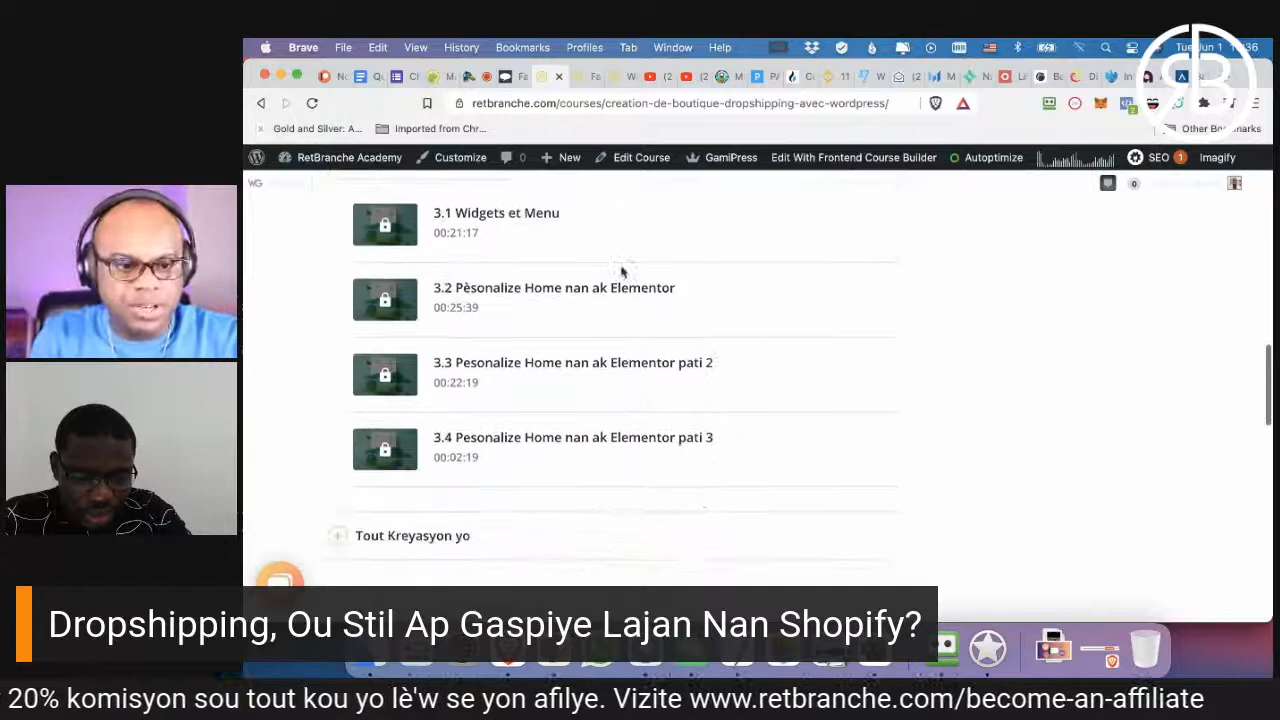 Brave File Edit View History Bookmarks Profiles Tab Window Help Tue Jun 1
retbranche.com/courses/creation-de-boutique-dropshipping-avec-wordpress/
Gold and Silver: A... Imported from Chr... Other Bookmarks
RetBranche Academy Customize 0 New Edit Course GamiPress Edit With Frontend Course Builder Autoptimize SEO 1 Imagify
WG 0
3.1 Widgets et Menu
00:21:17
3.2 Pèsonalize Home nan ak Elementor
00:25:39
3.3 Pesonalize Home nan ak Elementor pati 2
00:22:19
3.4 Pesonalize Home nan ak Elementor pati 3
00:02:19
Tout Kreyasyon yo
Dropshipping, Ou Stil Ap Gaspiye Lajan Nan Shopify?
20% komisyon sou tout kou yo lè'w se yon afilye. Vizite www.retbranche.com/become-an-affiliate